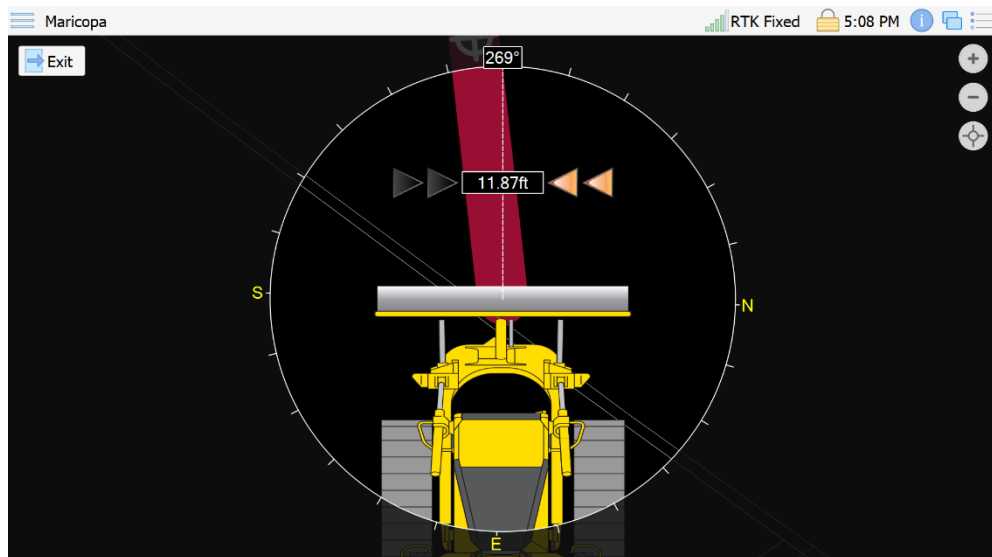 Maricopa
RTK Fixed
5:08 PM
i
Exit
269°
11.87ft
S
N
E